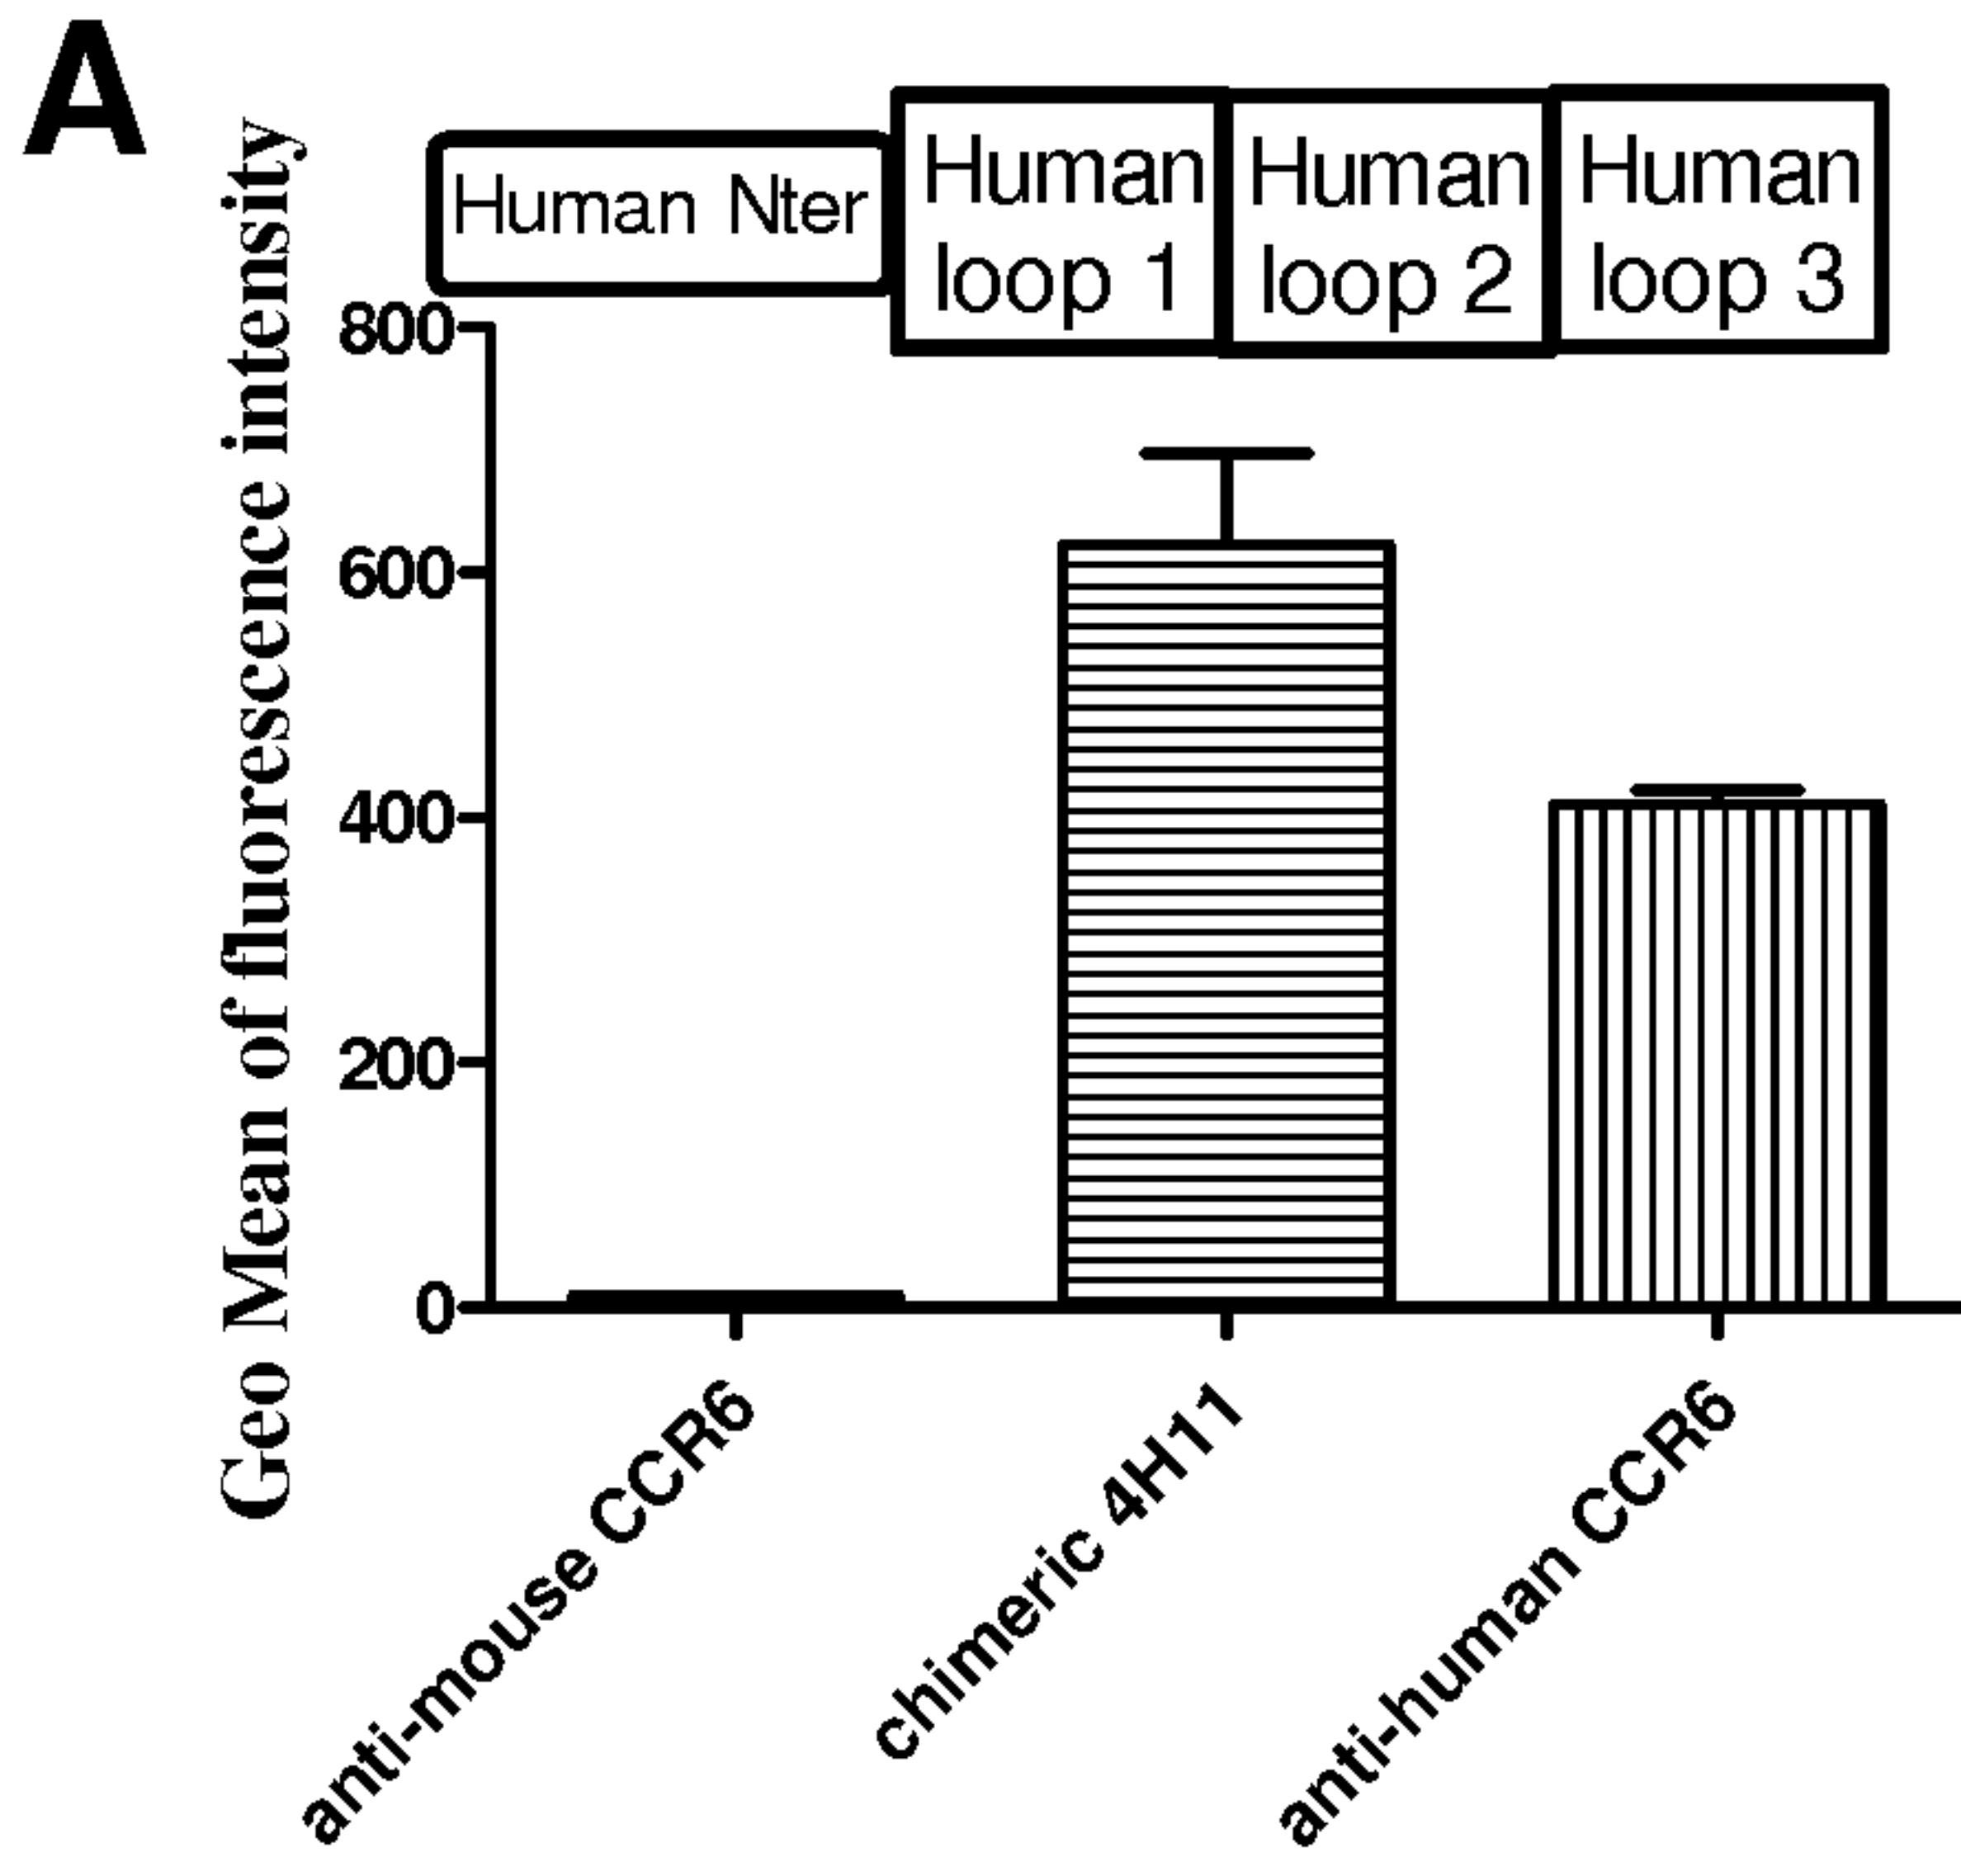 A
Human Nter
Human
loop 1
Human
loop 2
Human
loop 3
Geo Mean of fluorescence intensity
800
600
400
200
0
anti-mouse CCR6
chimeric 4H11
anti-human CCR6